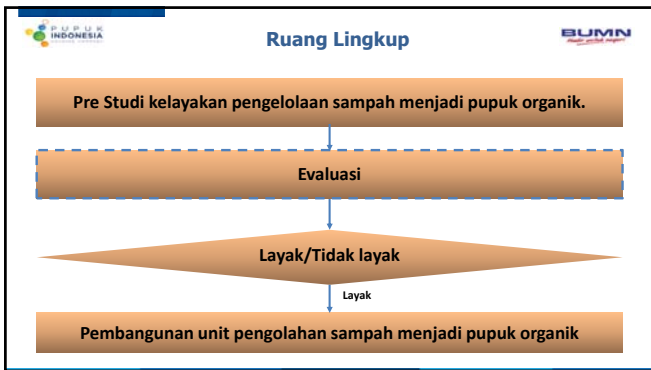 PUPUK
INDONESIA
Ruang Lingkup
BUMN
Pre Studi kelayakan pengelolaan sampah menjadi pupuk organik.
Evaluasi
Layak/Tidak layak
Layak
Pembangunan unit pengolahan sampah menjadi pupuk organik